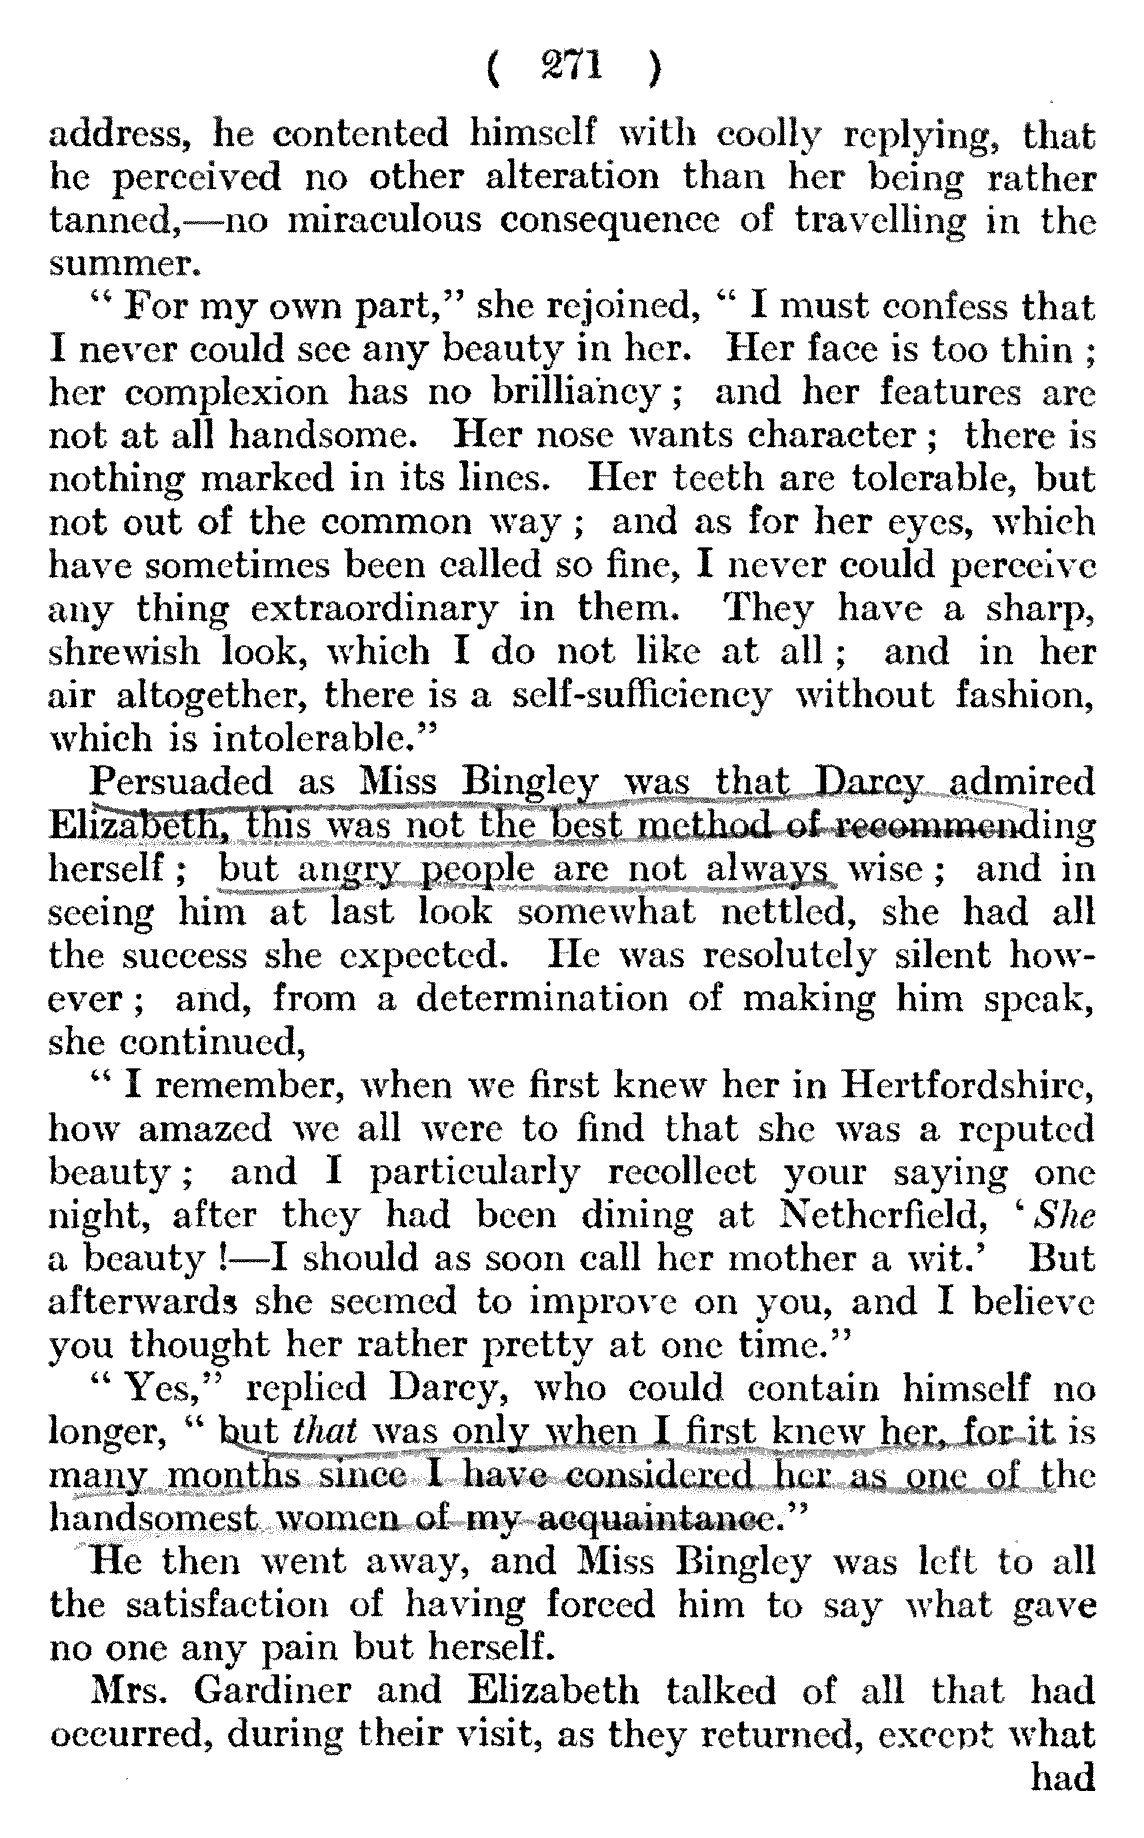 ( 271 )
address, he contented himself with coolly replying, that
he perceived no other alteration than her being rather
tanned,—no miraculous consequence of travelling in the
summer.
“ For my own part,” she rejoined, “ I must confess that
I never could see any beauty in her. Her face is too thin ;
her complexion has no brilliancy ; and her features are
not at all handsome. Her nose wants character ; there is
nothing marked in its lines. Her teeth are tolerable, but
not out of the common way ; and as for her eyes, which
have sometimes been called so fine, I never could perceive
any thing extraordinary in them. They have a sharp,
shrewish look, which I do not like at all ; and in her
air altogether, there is a self-sufficiency without fashion,
which is intolerable.”
Persuaded as Miss Bingley was that Darcy admired
Elizabeth, this was not the best method of recommending
herself ; but angry people are not always wise ; and in
seeing him at last look somewhat nettled, she had all
the success she expected. He was resolutely silent how-
ever ; and, from a determination of making him speak,
she continued,
“ I remember, when we first knew her in Hertfordshire,
how amazed we all were to find that she was a reputed
beauty ; and I particularly recollect your saying one
night, after they had been dining at Netherfield, ‘ She
a beauty !—I should as soon call her mother a wit.’ But
afterwards she seemed to improve on you, and I believe
you thought her rather pretty at one time.”
“ Yes,” replied Darcy, who could contain himself no
longer, “ but that was only when I first knew her, for it is
many months since I have considered her as one of the
handsomest women of my acquaintance.”
He then went away, and Miss Bingley was left to all
the satisfaction of having forced him to say what gave
no one any pain but herself.
Mrs. Gardiner and Elizabeth talked of all that had
occurred, during their visit, as they returned, except what
had